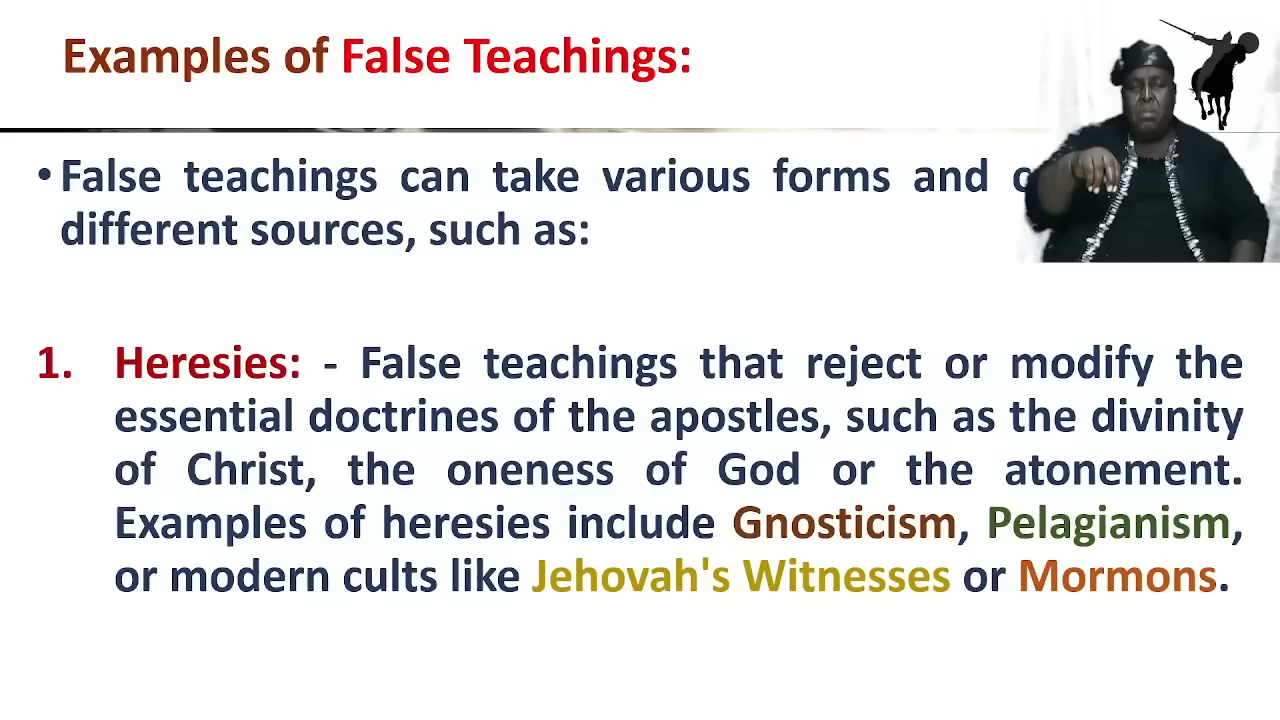 Examples of False Teachings:
• False teachings can take various forms and
different sources, such as:
1. Heresies: - False teachings that reject or modify the
essential doctrines of the apostles, such as the divinity
of Christ, the oneness of God or the atonement.
Examples of heresies include Gnosticism, Pelagianism,
or modern cults like Jehovah's Witnesses or Mormons.